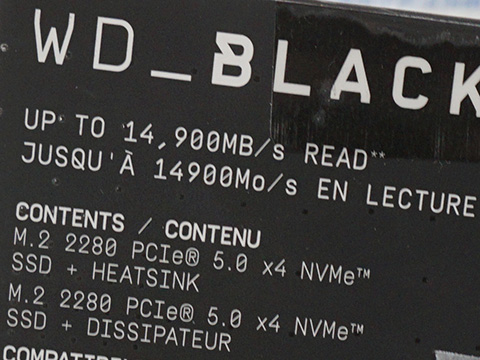 WD_BLACK
UP TO 14,900MB/s READ**
JUSQU'À 14900Mo/s EN LECTURE
CONTENTS / CONTENU
M.2 2280 PCIe® 5.0 x4 NVMe™
SSD + HEATSINK
M.2 2280 PCIe® 5.0 x4 NVMe™
SSD + DISSIPATEUR